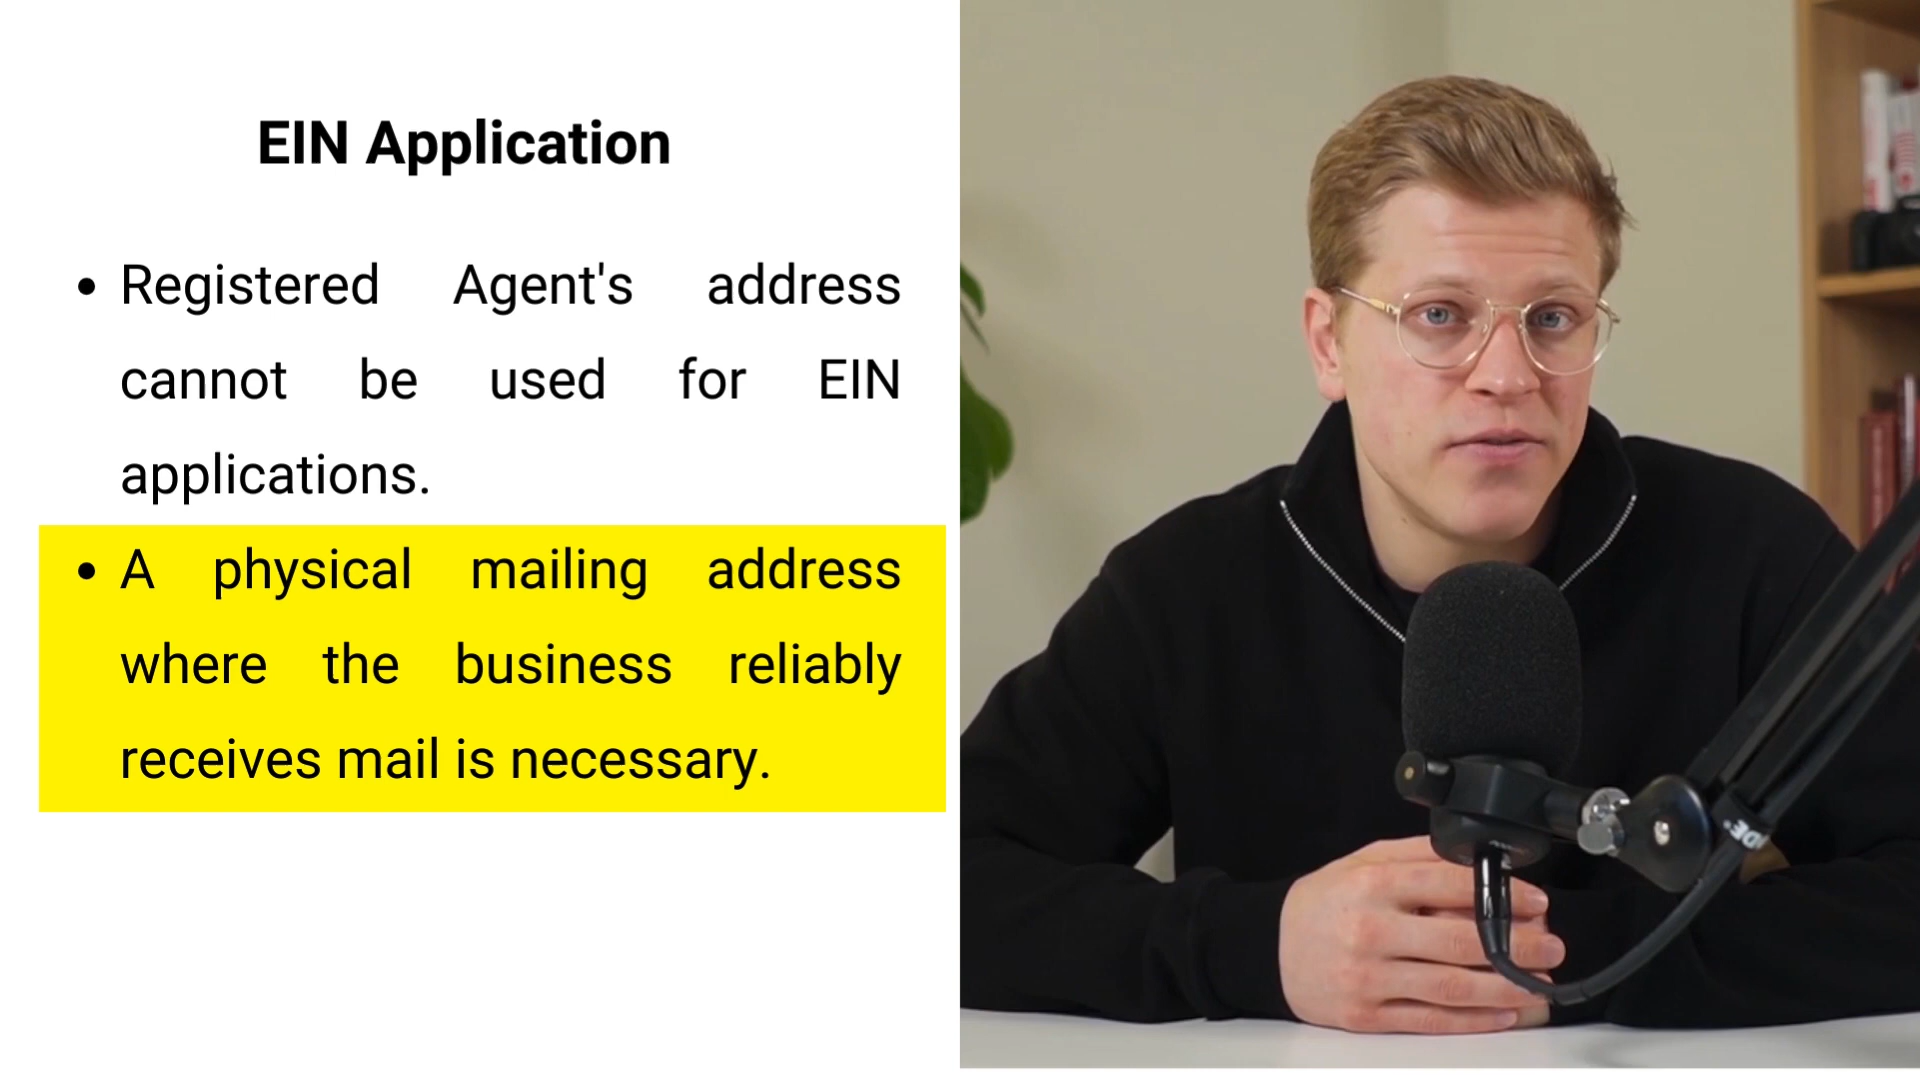 EIN Application
• Registered Agent's address
cannot be used for EIN
applications.
• A physical mailing address
where the business reliably
receives mail is necessary.